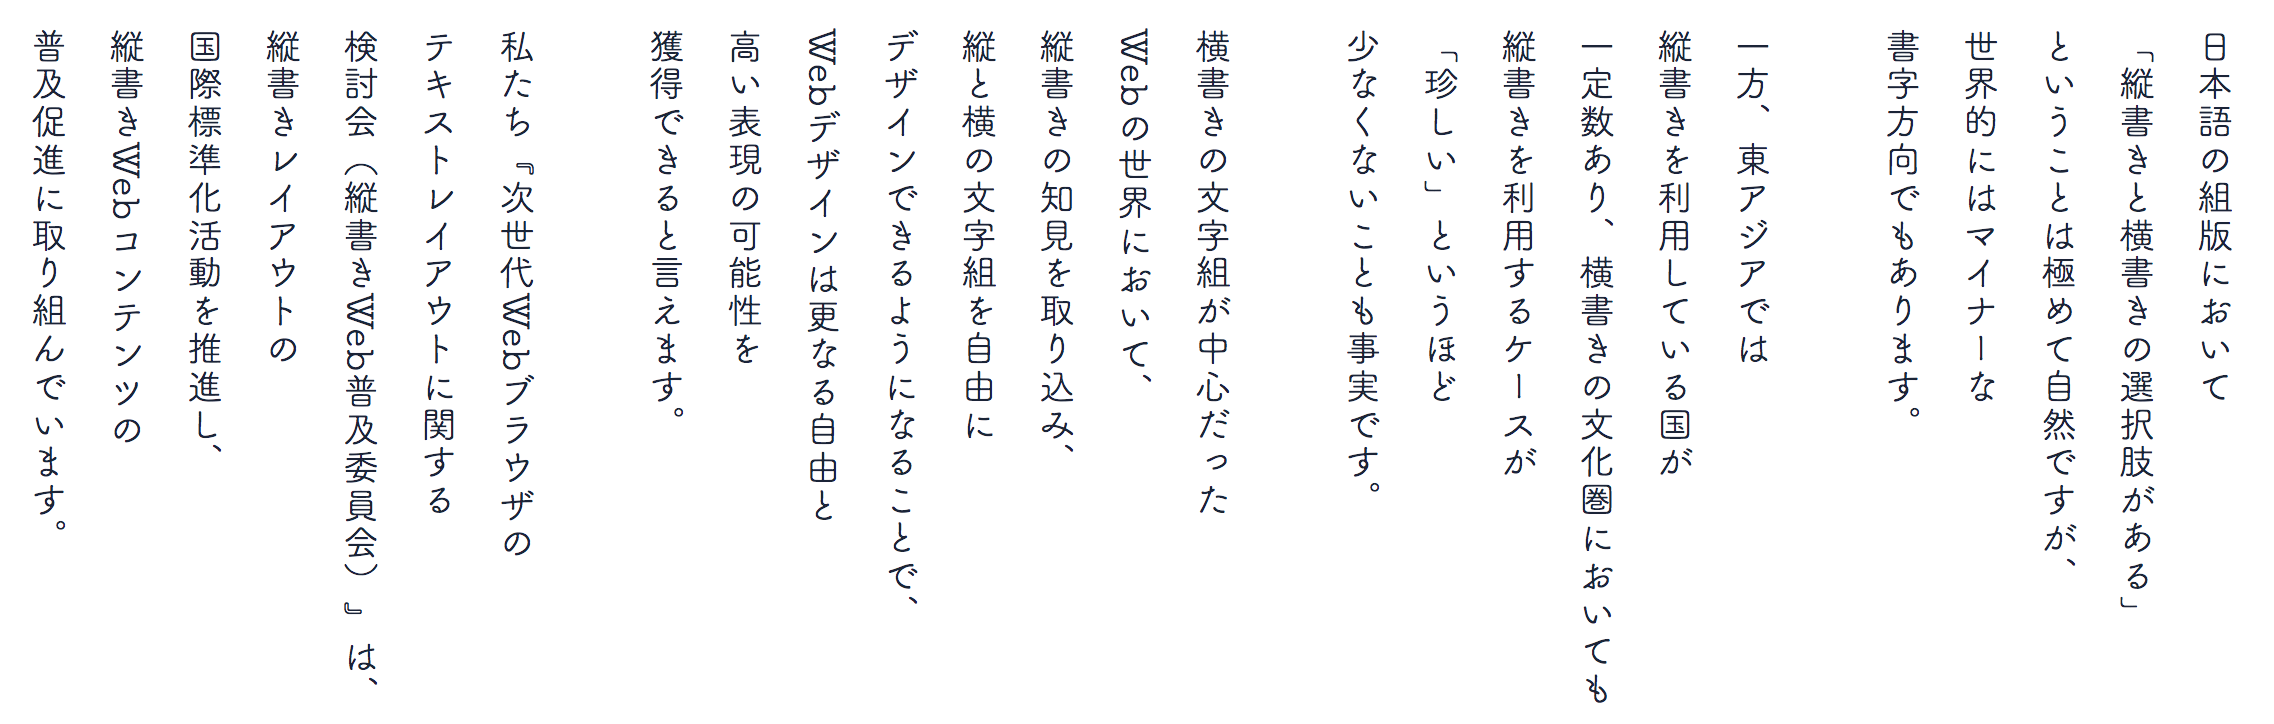 日本語の組版において
「縦書きと横書きの選択肢がある」
ということは極めて自然ですが、
世界的にはマイナーな
書字方向でもあります。
一方、東アジアでは
縦書きを利用している国が
一定数あり、横書きの文化圏においても
縦書きを利用するケースが
「珍しい」というほど
少なくないことも事実です。
横書きの文字組が中心だった
Webの世界において、
縦書きの知見を取り込み、
縦と横の文字組を自由に
デザインできるようになることで、
Webデザインは更なる自由と
高い表現の可能性を
獲得できると言えます。
私たち『次世代Webブラウザの
テキストレイアウトに関する
検討会（縦書きWeb普及委員会）』は、
縦書きレイアウトの
国際標準化活動を推進し、
縦書きWebコンテンツの
普及促進に取り組んでいます。